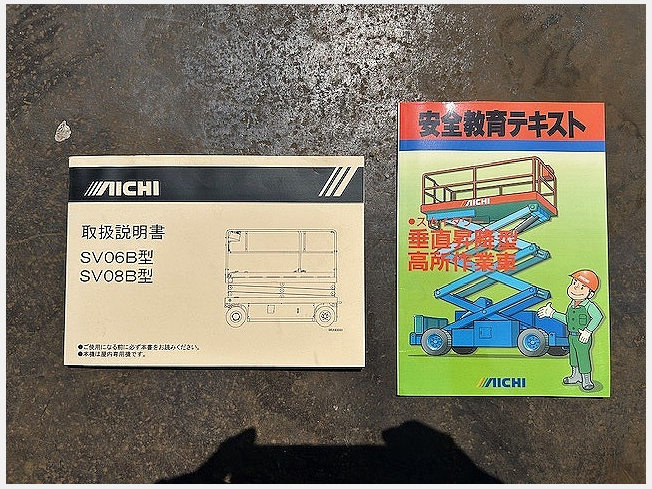 AICHI
取扱説明書
SV06B型
SV08B型
●ご使用になる前に必ず本書をお読みください。
●本機は屋内専用機です。
安全教育テキスト
AICHI
垂直昇降型
高所作業車
AICHI